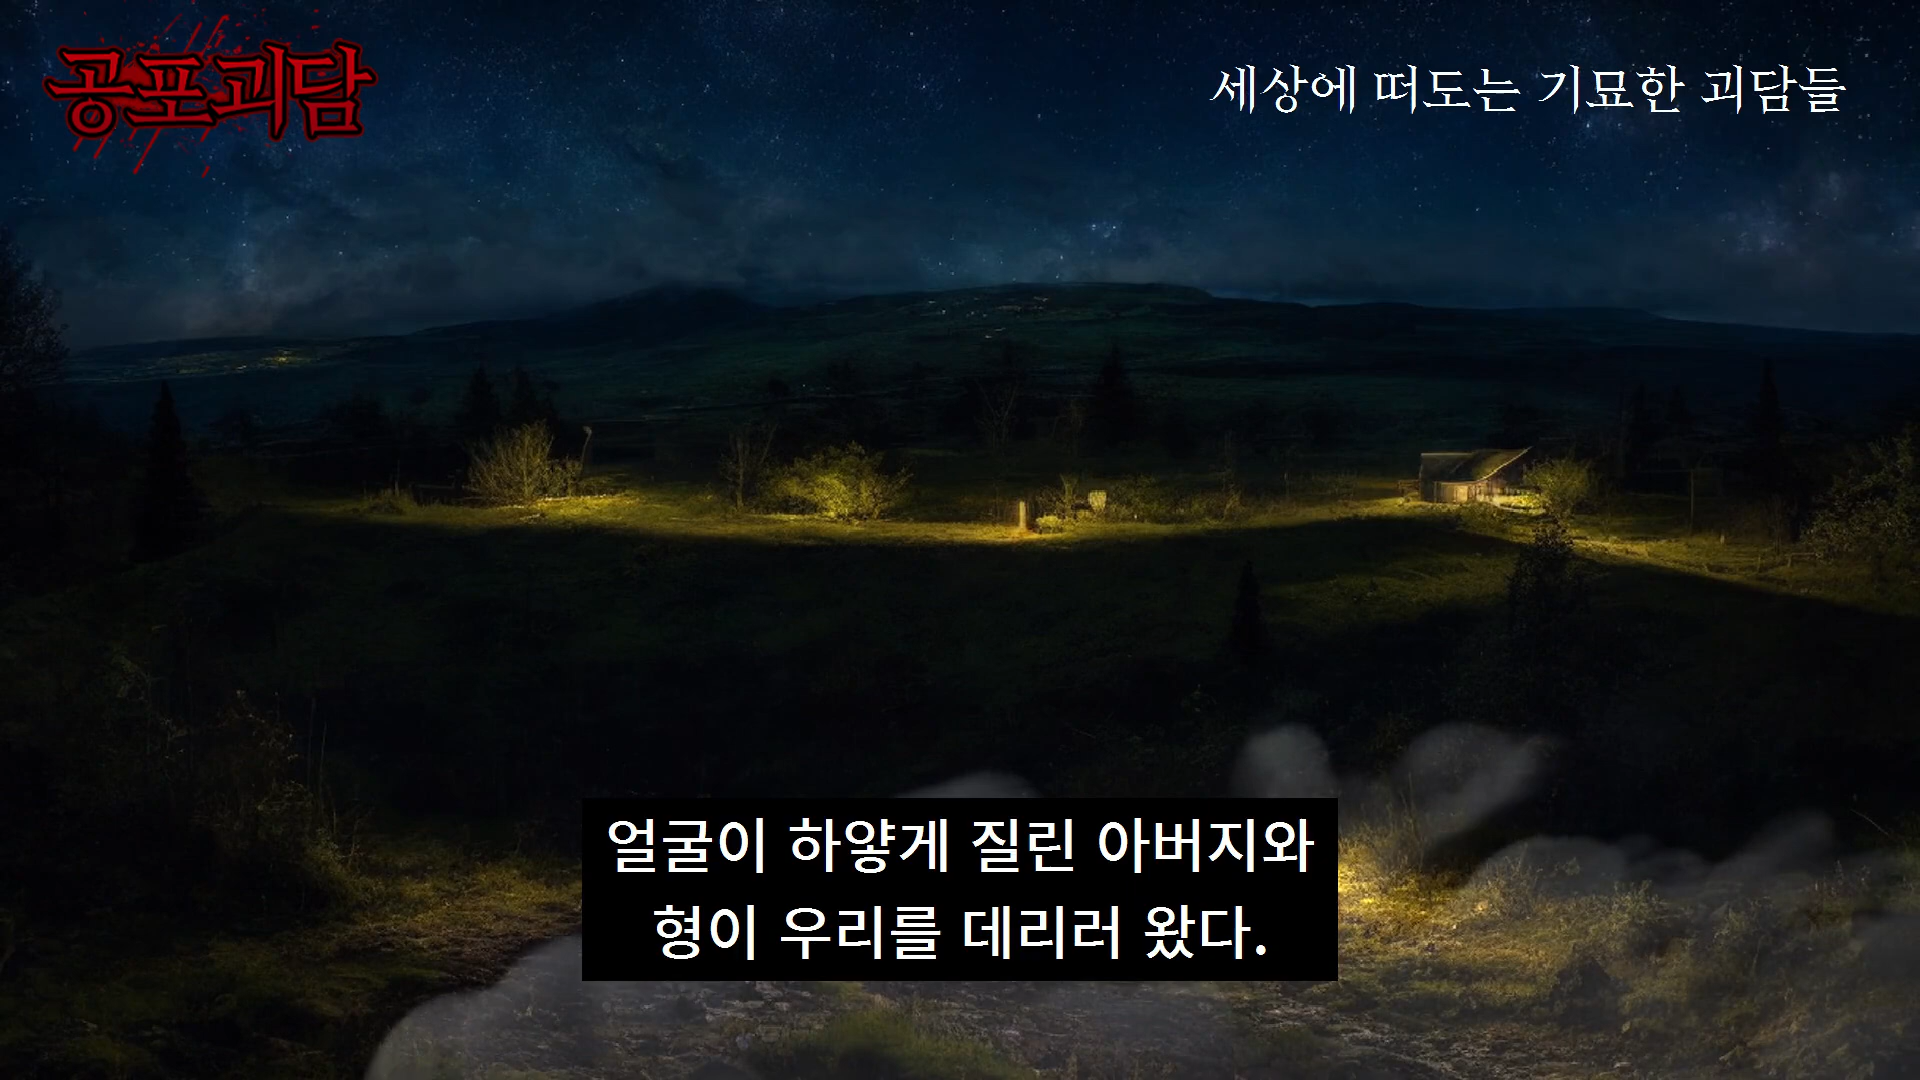 공포괴담
세상에 떠도는 기묘한 괴담들
얼굴이 하얗게 질린 아버지와
형이 우리를 데리러 왔다.